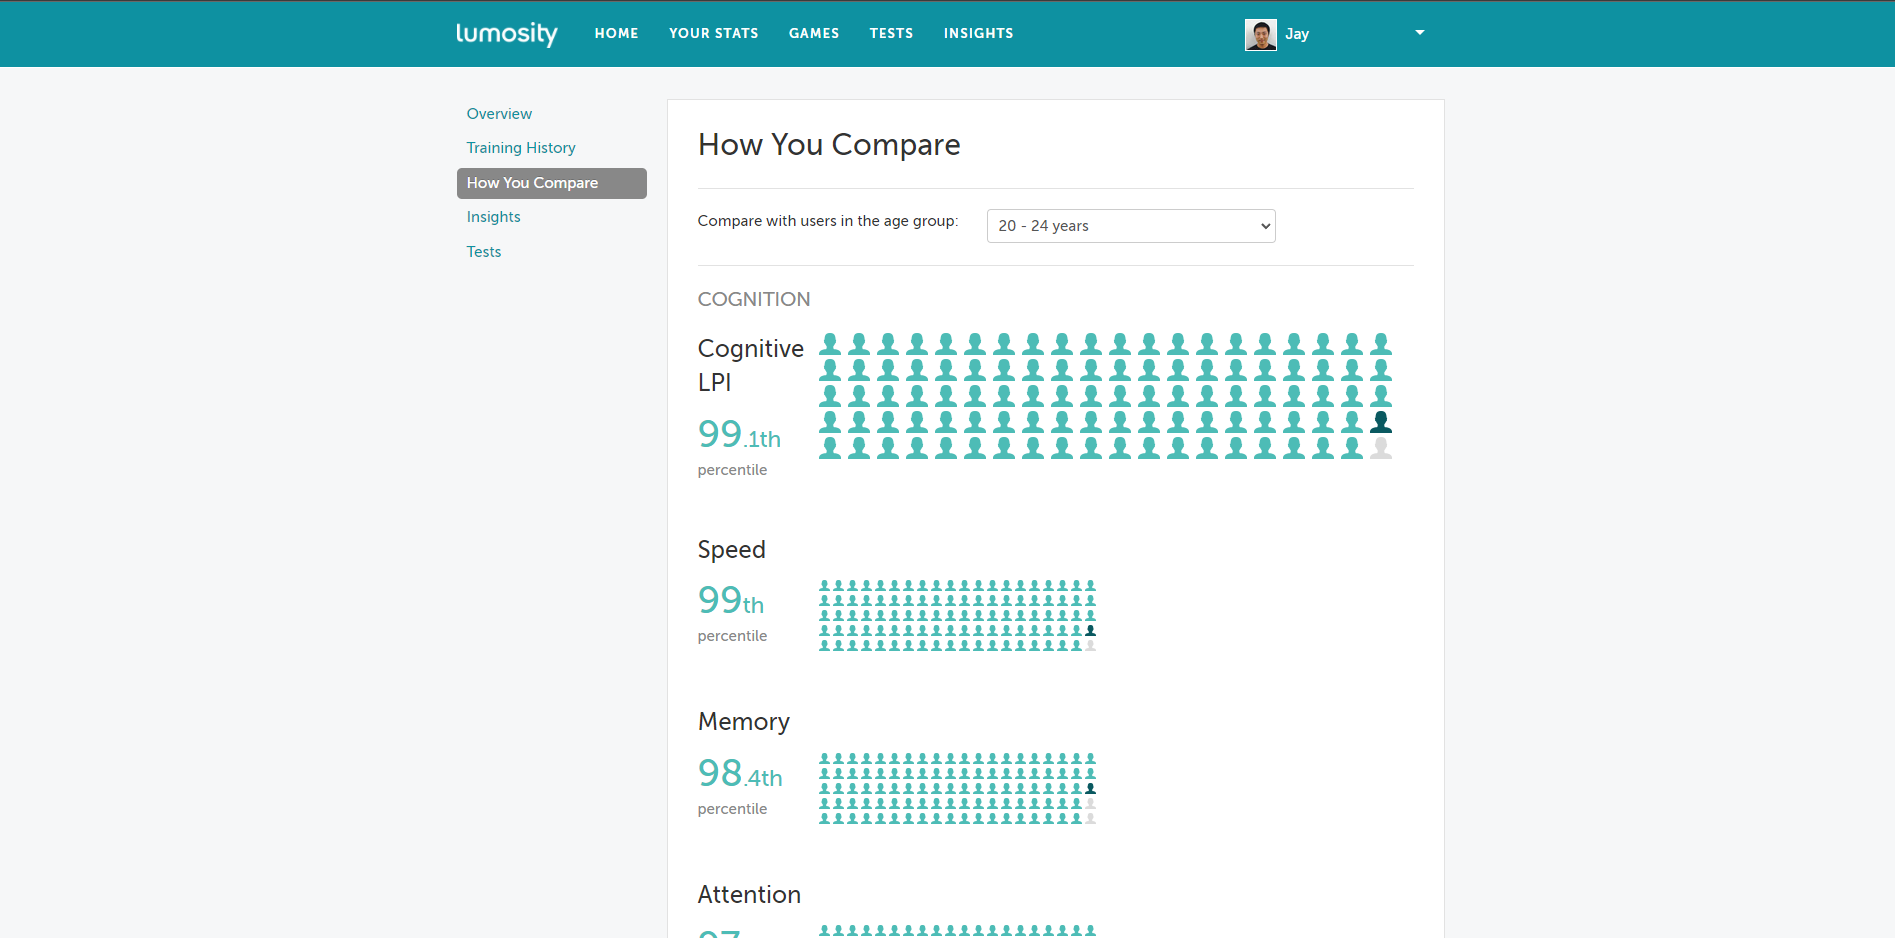 lumosity
HOME
YOUR STATS
GAMES
TESTS
INSIGHTS
Jay
Overview
Training History
How You Compare
Insights
Tests
How You Compare
Compare with users in the age group:
20 - 24 years
COGNITION
Cognitive
LPI
99.1th
percentile
Speed
99th
percentile
Memory
98.4th
percentile
Attention